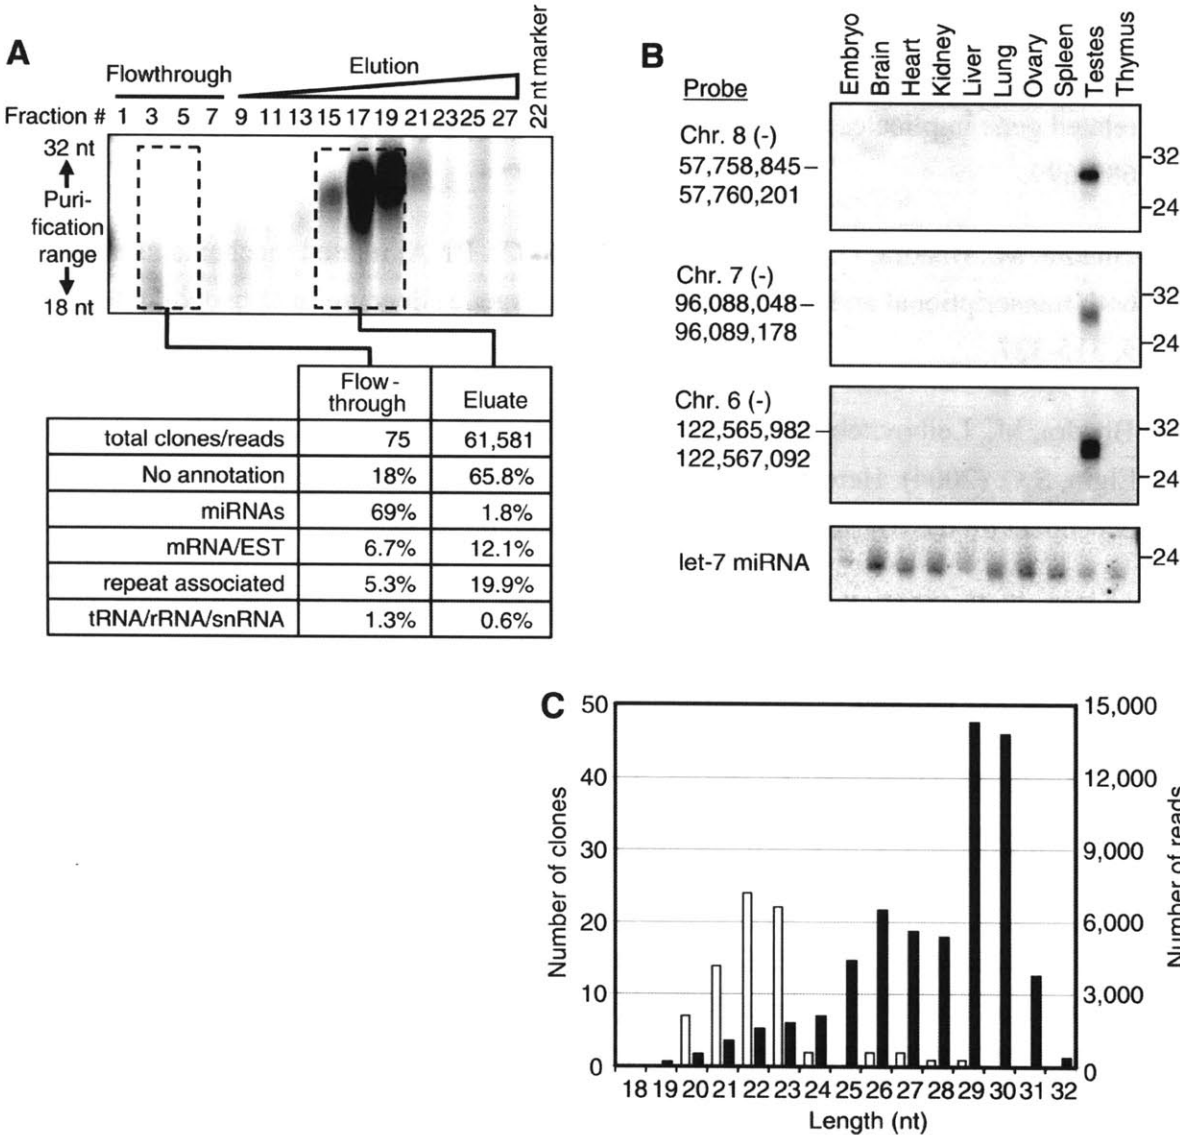 A
Flowthrough
Elution
22 nt marker
Fraction # 1 3 5 7 9 11 13 15 17 19 21 23 25 27
32 nt
Puri-
fication
range
18 nt
Flow-
through
Eluate
total clones/reads 75 61,581
No annotation 18% 65.8%
miRNAs 69% 1.8%
mRNA/EST 6.7% 12.1%
repeat associated 5.3% 19.9%
tRNA/rRNA/snRNA 1.3% 0.6%
B
Embryo
Brain
Heart
Kidney
Liver
Lung
Ovary
Spleen
Testes
Thymus
Probe
Chr. 8 (-)
57,758,845–
57,760,201
32
24
Chr. 7 (-)
96,088,048–
96,089,178
32
24
Chr. 6 (-)
122,565,982–
122,567,092
32
24
let-7 miRNA
24
C
Number of clones
50
40
30
20
10
0
15,000
12,000
9,000
6,000
3,000
0
Number of reads
18 19 20 21 22 23 24 25 26 27 28 29 30 31 32
Length (nt)